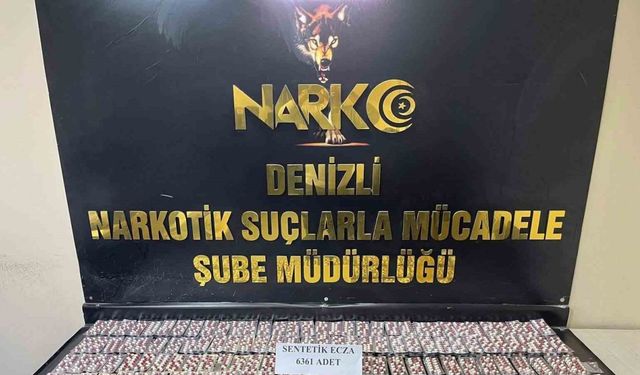 NARKO
DENİZLİ
NARKOTİK SUÇLARLA MÜCADELE
ŞUBE MÜDÜRLÜĞÜ
SENTETİK ECZA
6361 ADET